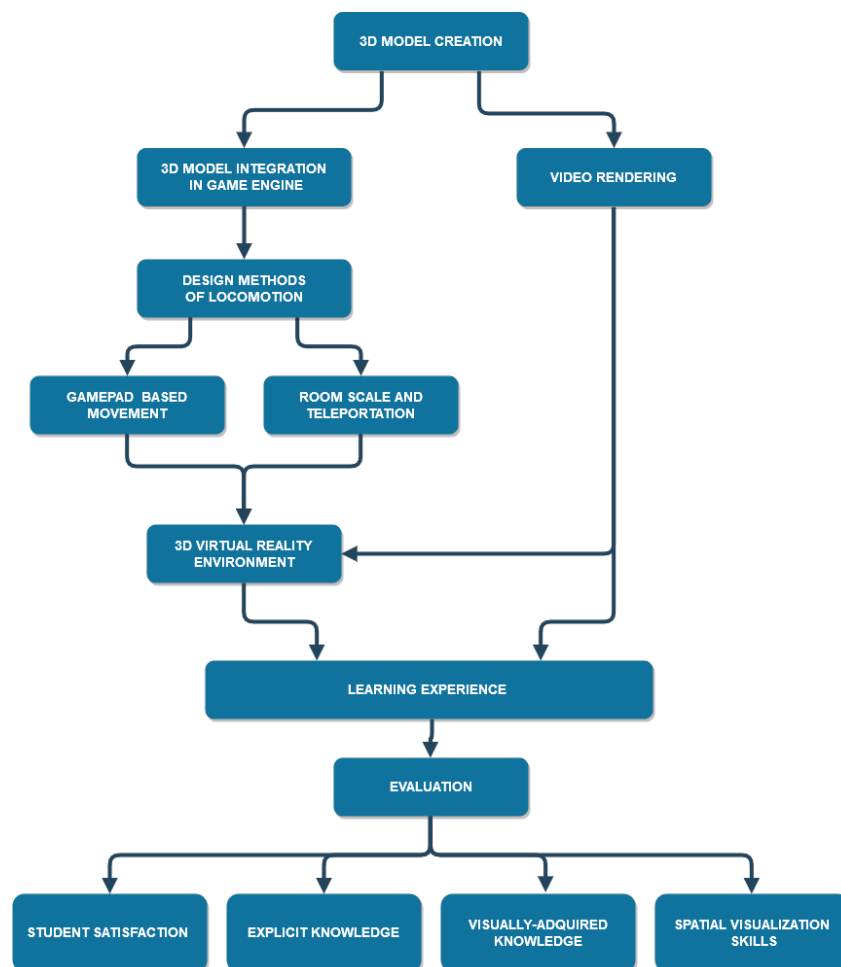 3D MODEL CREATION
3D MODEL INTEGRATION
IN GAME ENGINE
VIDEO RENDERING
DESIGN METHODS
OF LOCOMOTION
GAMEPAD BASED
MOVEMENT
ROOM SCALE AND
TELEPORTATION
3D VIRTUAL REALITY
ENVIRONMENT
LEARNING EXPERIENCE
EVALUATION
STUDENT SATISFACTION
EXPLICIT KNOWLEDGE
VISUALLY-ADQUIRED
KNOWLEDGE
SPATIAL VISUALIZATION
SKILLS